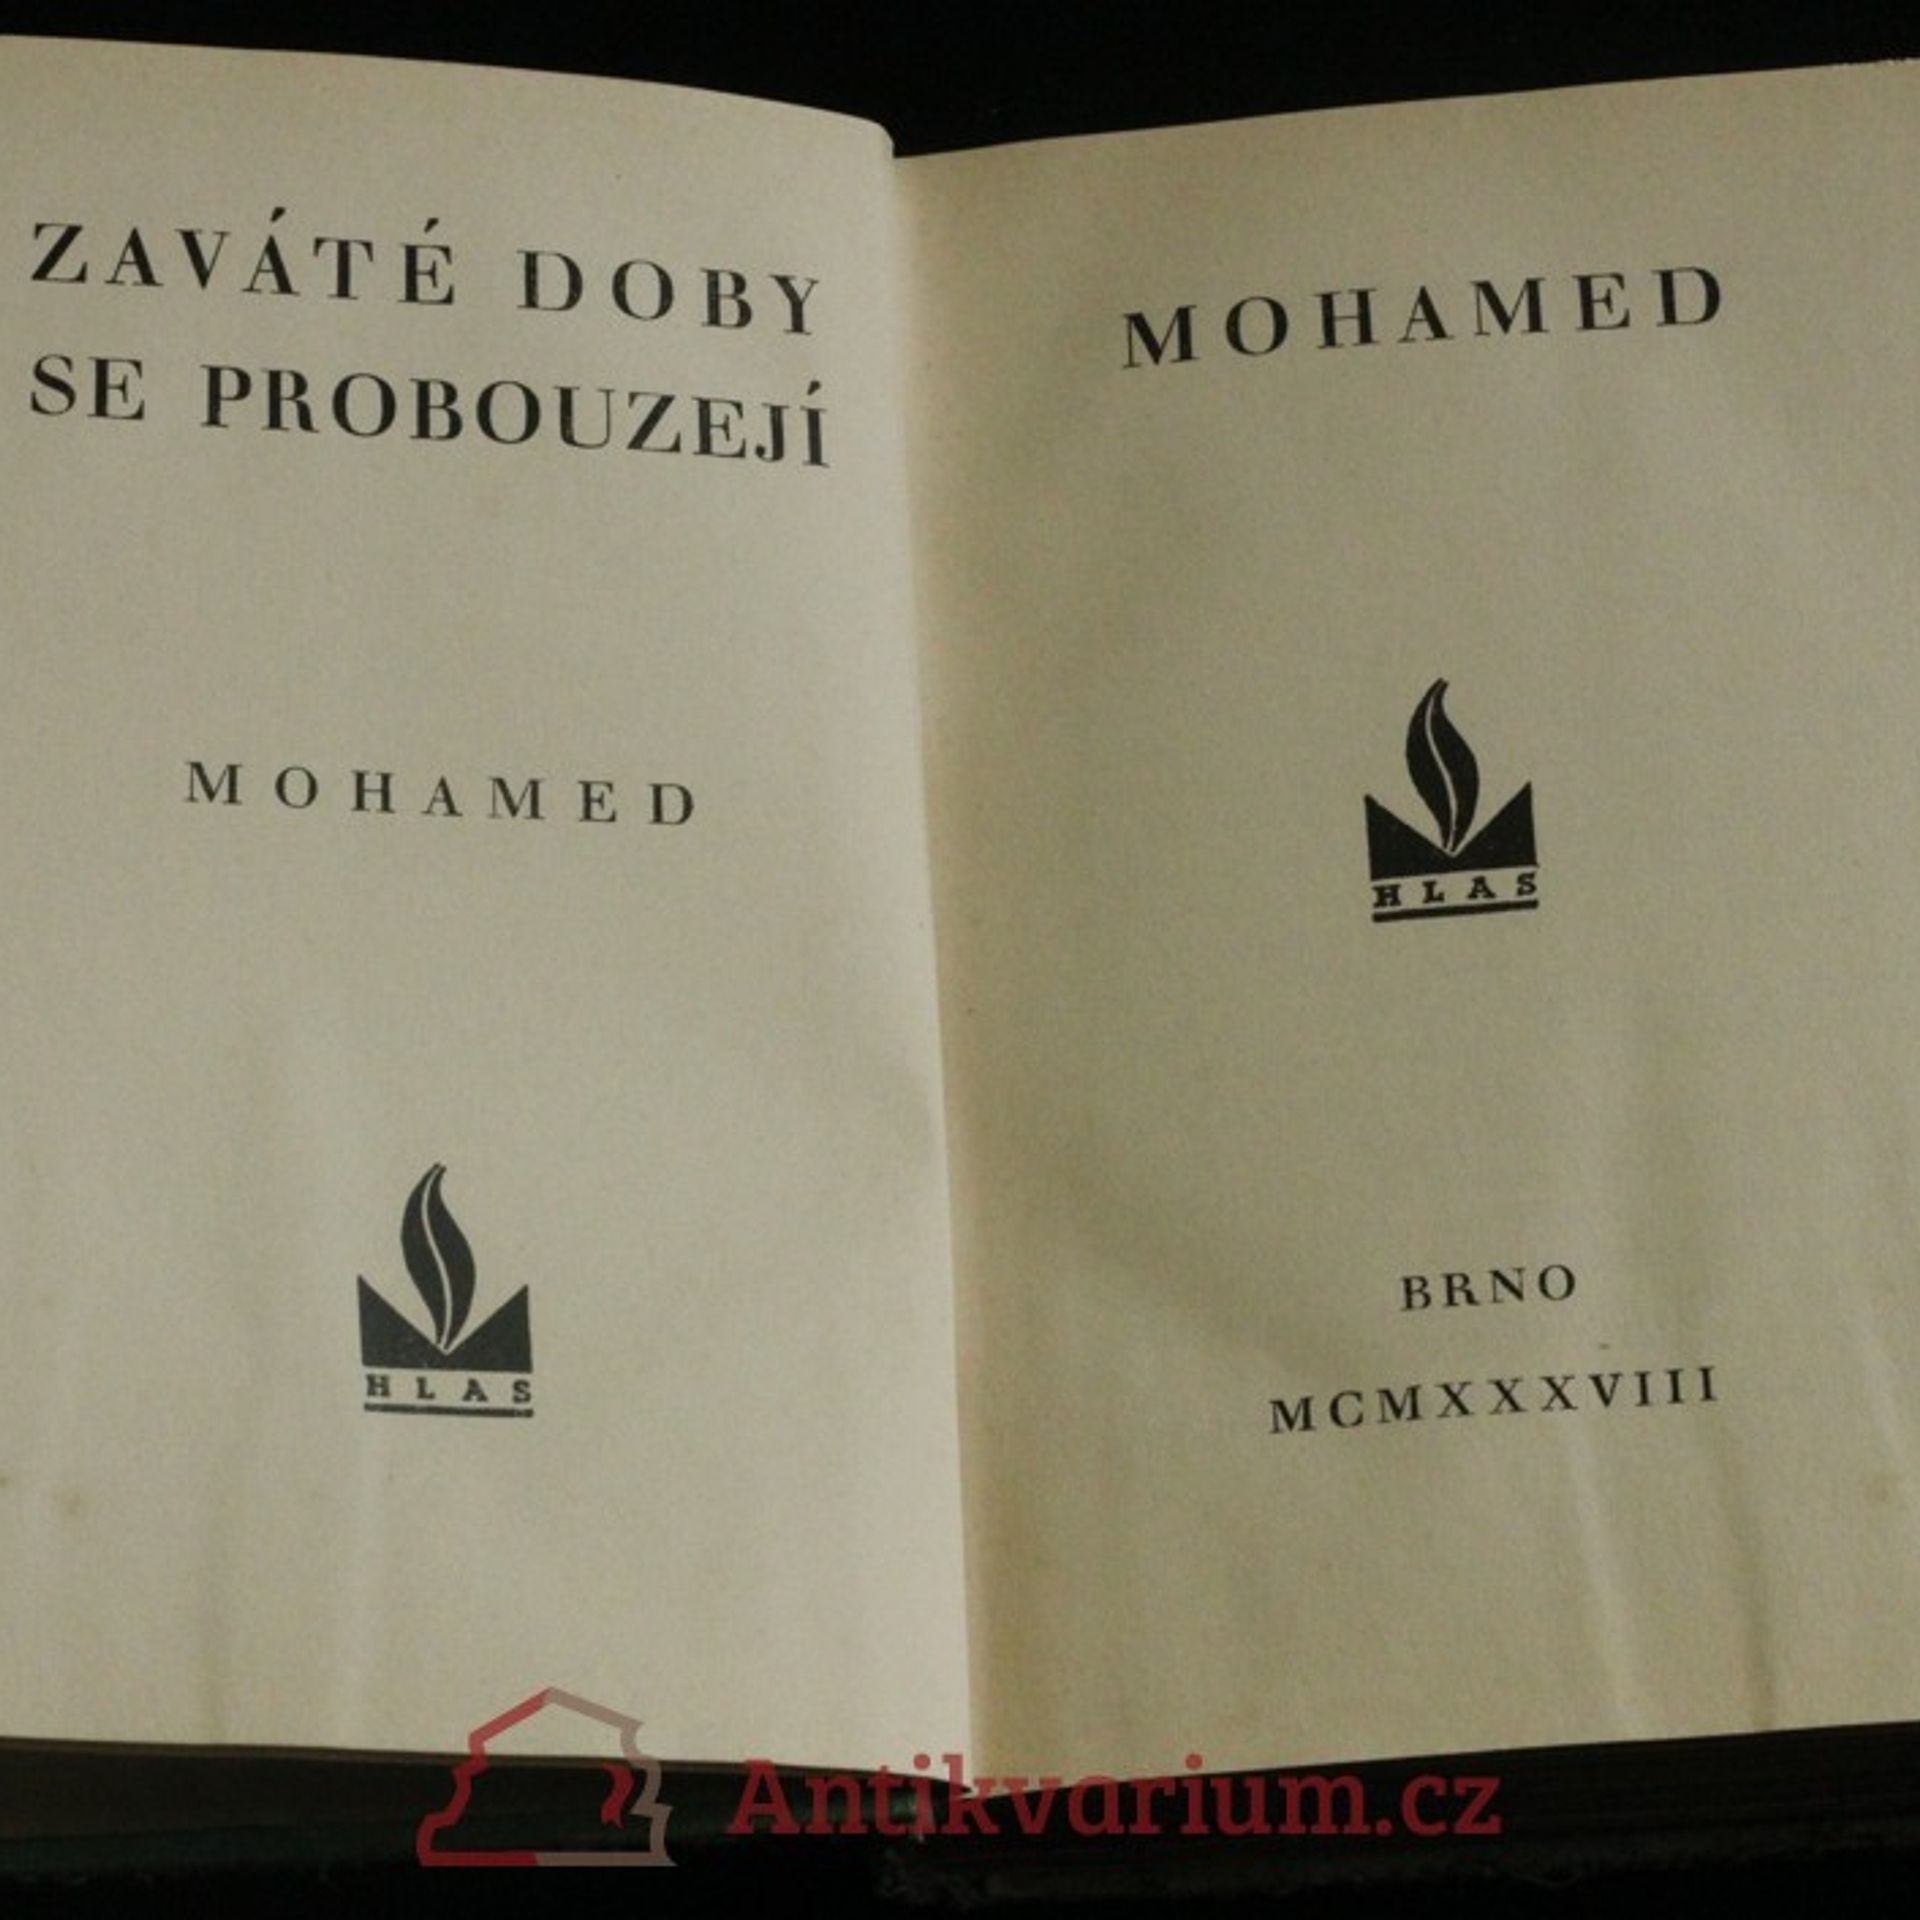 ZAVÁTÉ DOBY
SE PROBOUZEJÍ
MOHAMED
HLAS
MOHAMED
HLAS
BRNO
MCMXXXVIII
Antikvarium.cz